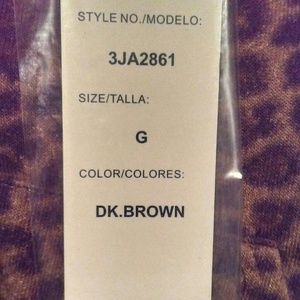 STYLE NO./MODELO:
3JA2861
SIZE/TALLA:
G
COLOR/COLORES:
DK.BROWN